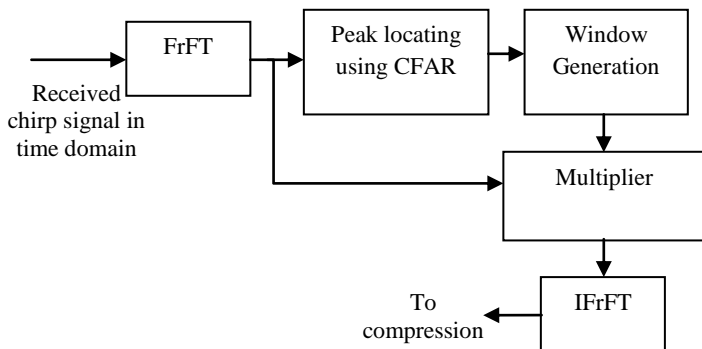 FrFT
Peak locating
using CFAR
Window
Generation
Received
chirp signal in
time domain
Multiplier
To
compression
IFrFT